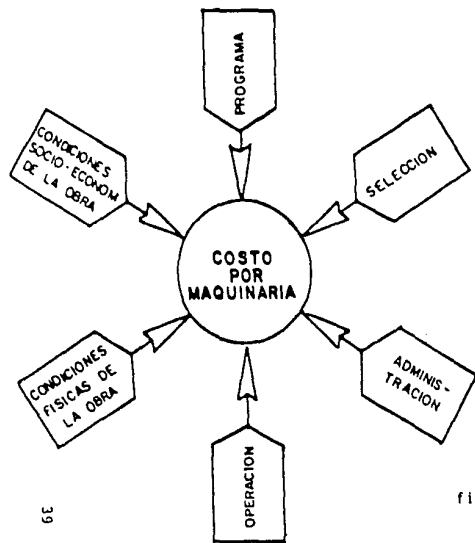 PROGRAMA
CONDICIONES
SOCIO-ECONOM
DE LA OBRA
SELECCION
COSTO
POR
MAQUINARIA
CONDICIONES
FISICAS DE
LA OBRA
ADMINIS-
TRACION
OPERACION
39
fi